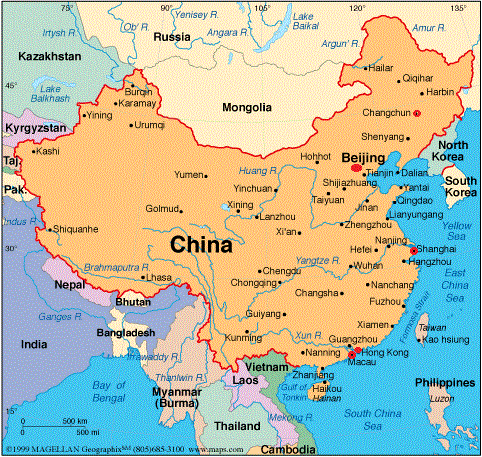 75°
105°
120°
135°
Irtysh R.
Ob' R.
Yenisey R.
Angara R.
Lake
Baikal
Argun' R.
Amur R.
Russia
Kazakhstan
Hailar
Qiqihar
Harbin
45°
Lake
Balkhash
Burqin
Karamay
Mongolia
Changchun
Yining
Urumqi
Kyrgyzstan
Shenyang
Kashi
Taj.
Hohhot
Beijing
North
Korea
Yumen
Huang R.
Tianjin
Dalian
Pak.
Yinchuan
Shijiazhuang
Yantai
South
Korea
Golmud
Xining
Taiyuan
Jinan
Qingdao
Lanzhou
Lianyungang
Indus R.
Shiquanhe
Xi'an
Zhengzhou
Yellow
Sea
30°
China
Nanjing
Hefei
Shanghai
Yangtze R.
Wuhan
Hangzhou
Brahmaputra R.
Lhasa
Chengdu
East
China
Sea
Nepal
Chongqing
Changsha
Nanchang
Bhutan
Fuzhou
Ganges R.
Guiyang
Formosa Strait
Bangladesh
Kunming
Xun R.
Xiamen
Taiwan
India
Guangzhou
Kao hsiung
Irrawaddy R.
Nanning
Hong Kong
Macau
Vietnam
Zhanjiang
Thanlwin R.
Laos
Gulf of
Tonkin
Haikou
Hainan
Philippines
Bay of
Bengal
Myanmar
(Burma)
Luzon
15°
Mekong R.
South China
Sea
0
500 km
0
500 mi
Thailand
Cambodia
©1999 MAGELLAN Geographix℠ (805)685-3100 www.maps.com